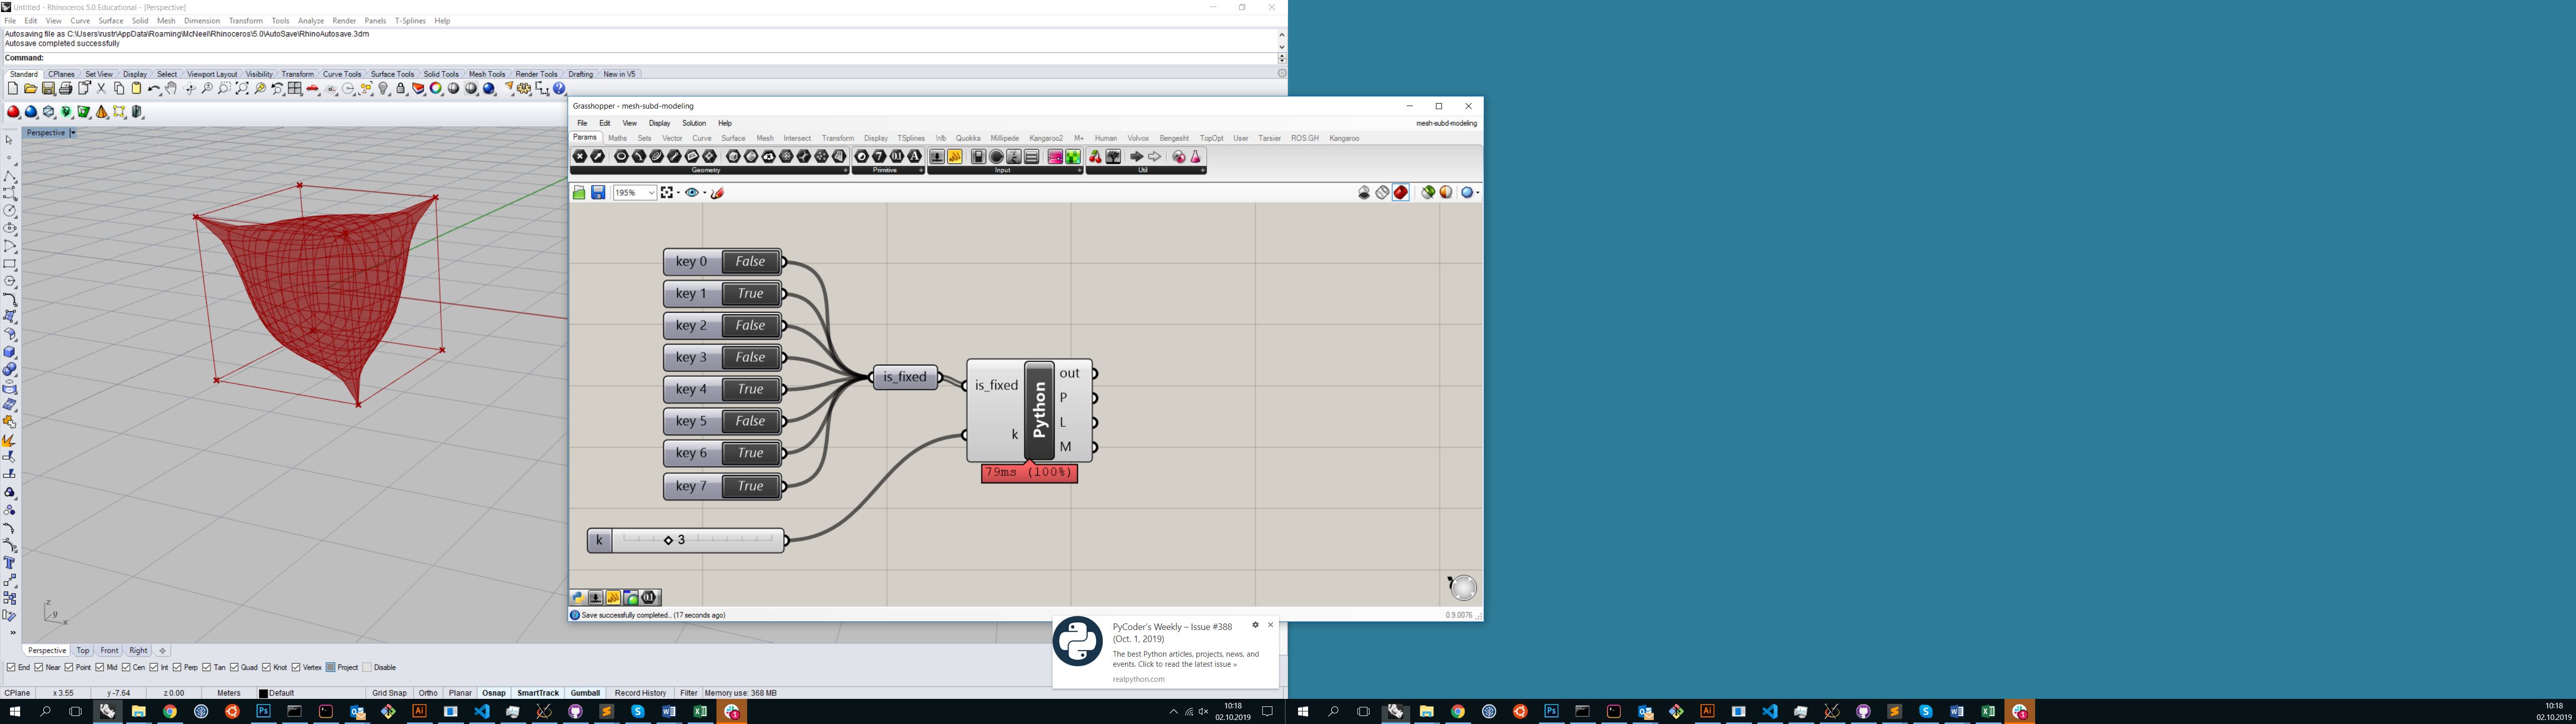 Untitled - Rhinoceros 5.0 Educational - [Perspective]
File Edit View Curve Surface Solid Mesh Dimension Transform Tools Analyze Render Panels T-Splines Help
Autosaving file as C:\Users\rustr\AppData\Roaming\McNeel\Rhinoceros\5.0\AutoSave\RhinoAutosave.3dm
Autosave completed successfully
Command:
Standard CPlanes Set View Display Select Viewport Layout Visibility Transform Curve Tools Surface Tools Solid Tools Mesh Tools Render Tools Drafting New in V5
Perspective
z
y
x
Grasshopper - mesh-subd-modeling
File Edit View Display Solution Help
mesh-subd-modeling
Params Maths Sets Vector Curve Surface Mesh Intersect Transform Display TSplines Wb Quokka Millipede Kangaroo2 M+ Human Volvox Bengesht TopOpt User Tarsier ROS.GH Kangaroo
Geometry Primitive Input Util
195%
key 0 False
key 1 True
key 2 False
key 3 False
key 4 True
key 5 False
key 6 True
key 7 True
is_fixed
is_fixed
k
Python
out
P
L
M
79ms (100%)
k 3
Save successfully completed... (17 seconds ago)
0.9.0076
PyCoder's Weekly – Issue #388
(Oct. 1, 2019)
The best Python articles, projects, news, and
events. Click to read the latest issue »
realpython.com
Perspective Top Front Right
End Near Point Mid Cen Int Perp Tan Quad Knot Vertex Project Disable
CPlane x 3.55 y -7.64 z 0.00 Meters Default Grid Snap Ortho Planar Osnap SmartTrack Gumball Record History Filter Memory use: 368 MB
10:18
02.10.2019
10:18
02.10.2019